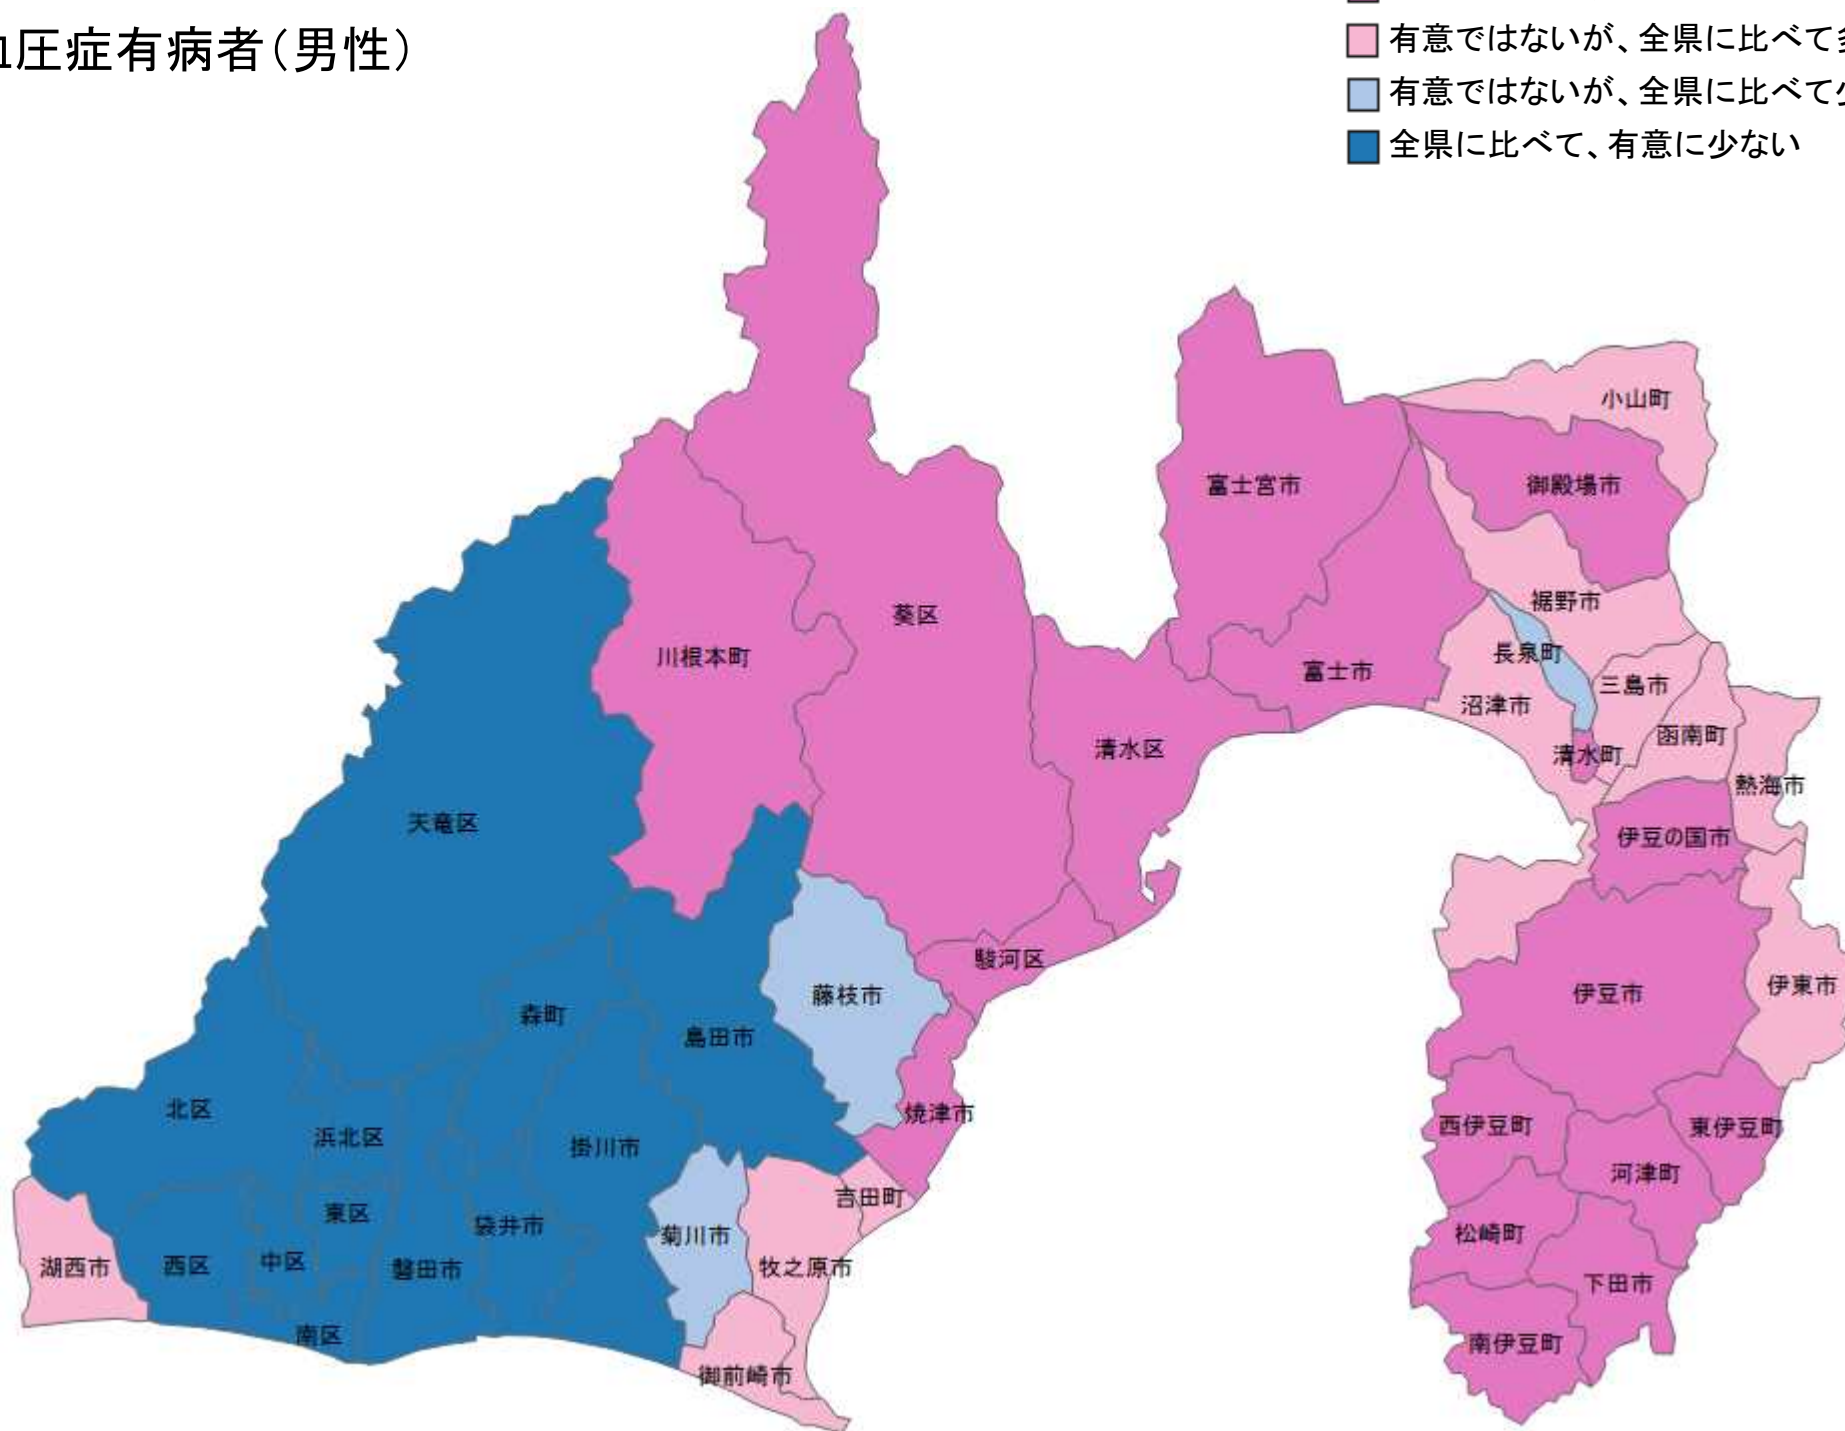 圧症有病者(男性)
有意ではないが、全県に比べて
有意ではないが、全県に比べて
全県に比べて、有意に少ない
小山町
富士宮市
御殿場市
裾野市
葵区
川根本町
長泉町
富士市
三島市
沼津市
函南町
清水区
清水町
熱海市
天竜区
伊豆の国市
駿河区
伊東市
伊豆市
藤枝市
森町
島田市
北区
焼津市
西伊豆町
東伊豆町
浜北区
掛川市
河津町
吉田町
東区
袋井市
菊川市
松崎町
湖西市
西区
中区
磐田市
牧之原市
下田市
南区
南伊豆町
御前崎市